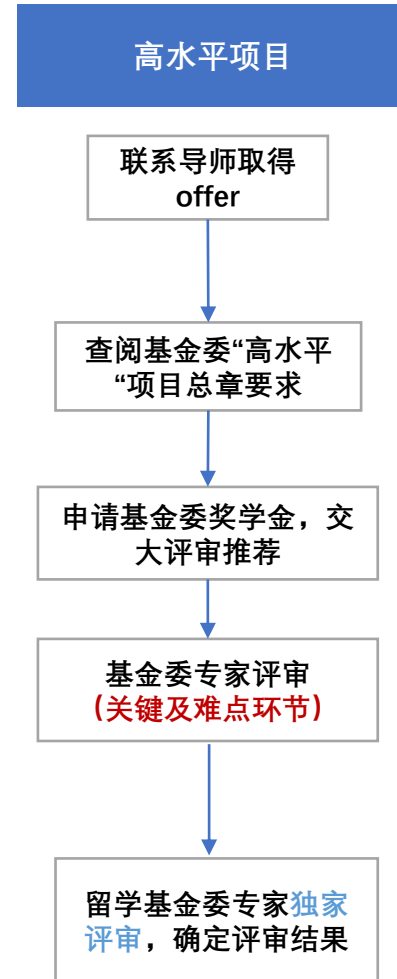 高水平项目
联系导师取得
offer
查阅基金委“高水平
“项目总章要求
申请基金委奖学金，交
大评审推荐
基金委专家评审
（关键及难点环节）
留学基金委专家独家
评审，确定评审结果